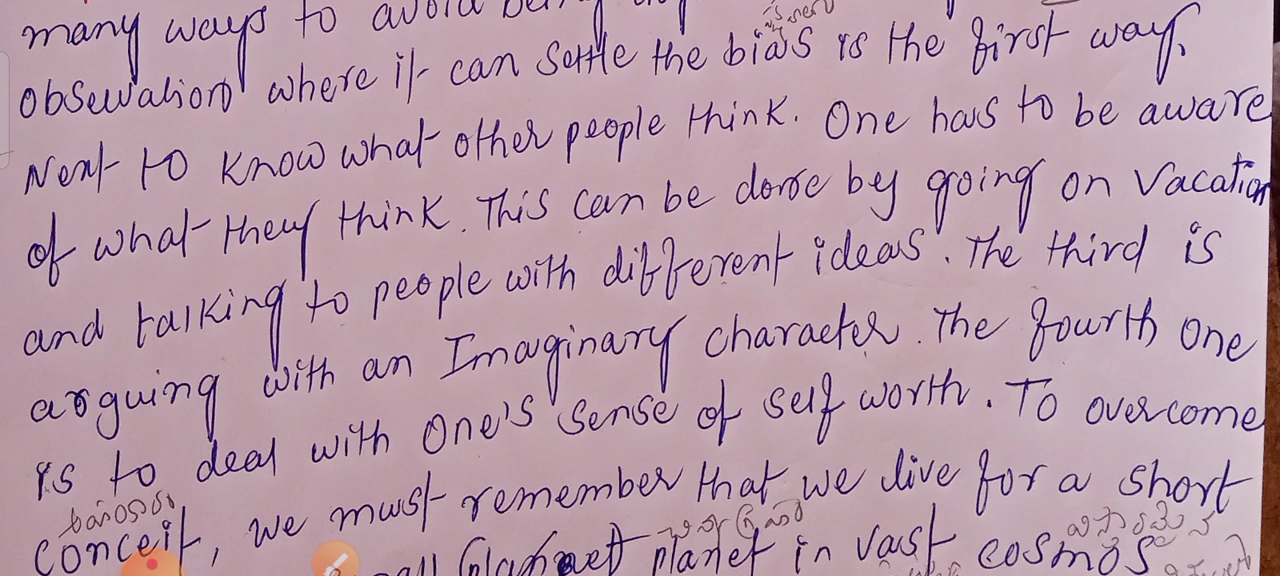 many ways to avoid
observation where it can settle the bias is the first way.
Next to know what other people think. One has to be aware
of what they think. This can be done by going on vacation
and talking to people with different ideas. The third is
arguing with an Imaginary character. The fourth one
is to deal with one's sense of self worth. To overcome
conceit, we must remember that we live for a short
planet in vast cosmos